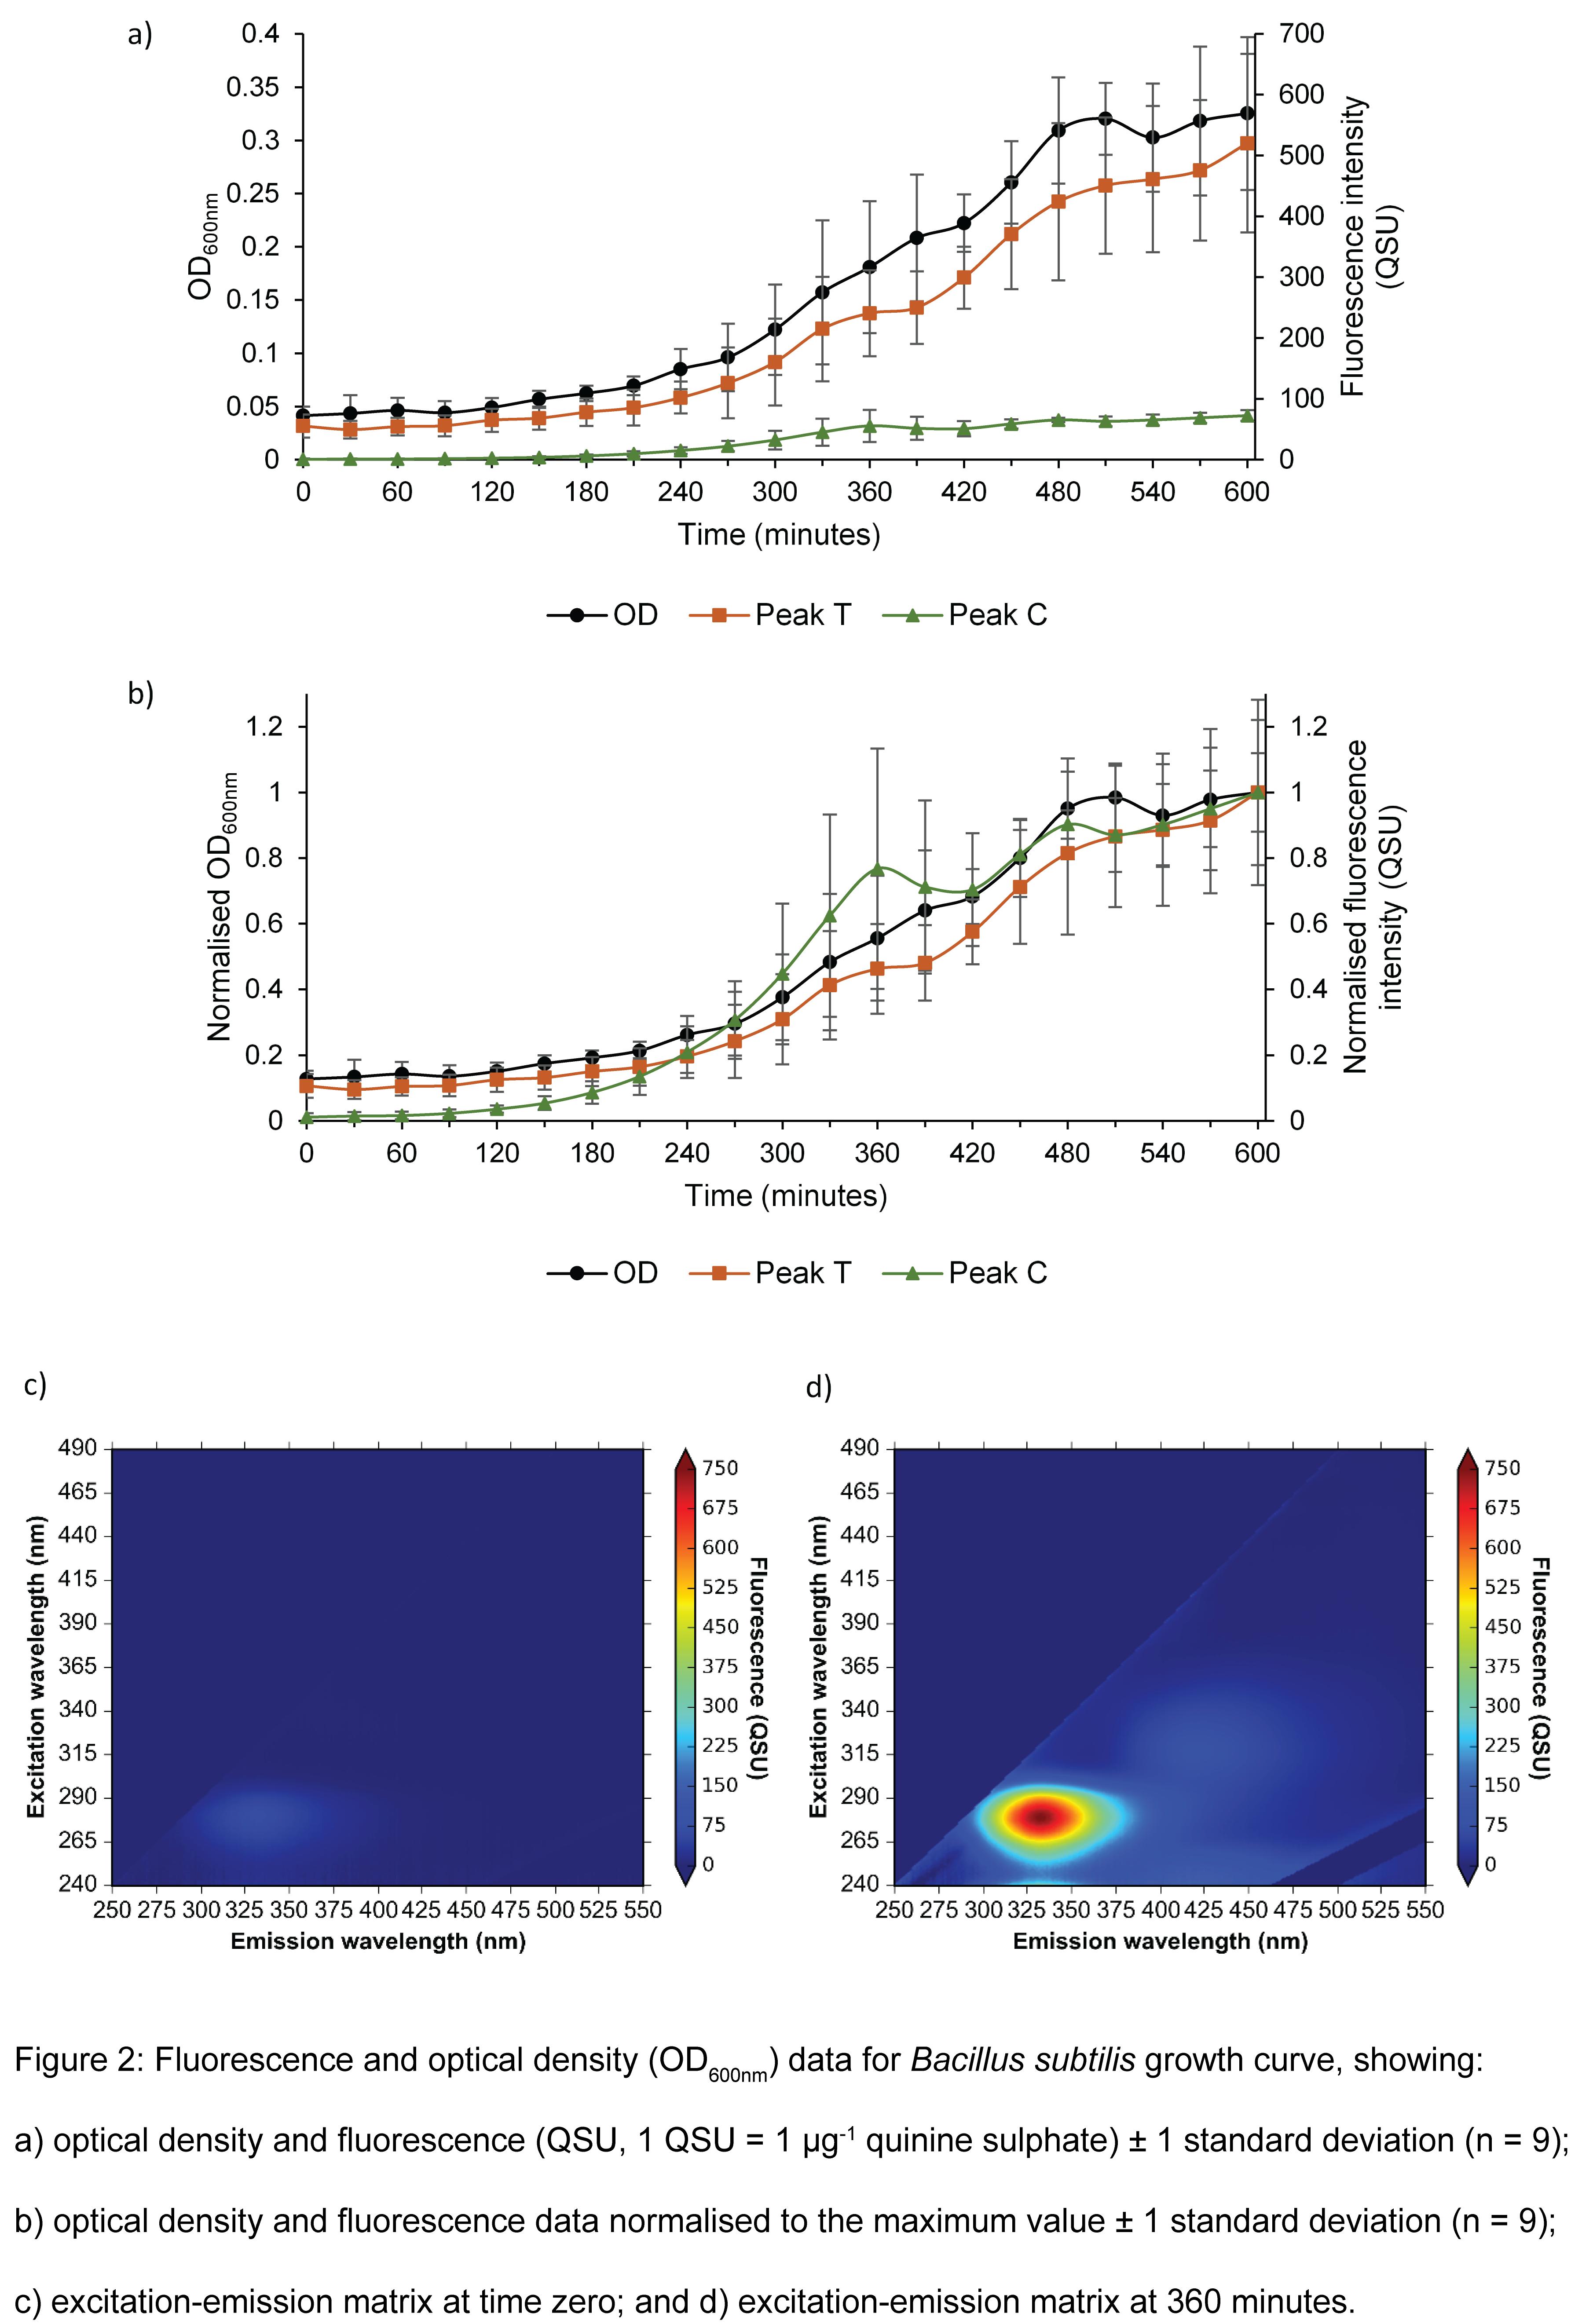 a)
0.4
0.35
0.3
0.25
0.2
0.15
0.1
0.05
0
OD600nm
700
600
500
400
300
200
100
0
Fluorescence intensity
(QSU)
0 60 120 180 240 300 360 420 480 540 600
Time (minutes)
OD Peak T Peak C
b)
1.2
1
0.8
0.6
0.4
0.2
0
Normalised OD600nm
1.2
1
0.8
0.6
0.4
0.2
0
Normalised fluorescence
intensity (QSU)
0 60 120 180 240 300 360 420 480 540 600
Time (minutes)
OD Peak T Peak C
c)
490
465
440
415
390
365
340
315
290
265
240
Excitation wavelength (nm)
250 275 300 325 350 375 400 425 450 475 500 525 550
Emission wavelength (nm)
750
675
600
525
450
375
300
225
150
75
0
Fluorescence (QSU)
d)
490
465
440
415
390
365
340
315
290
265
240
Excitation wavelength (nm)
250 275 300 325 350 375 400 425 450 475 500 525 550
Emission wavelength (nm)
750
675
600
525
450
375
300
225
150
75
0
Fluorescence (QSU)
Figure 2: Fluorescence and optical density (OD600nm) data for Bacillus subtilis growth curve, showing:
a) optical density and fluorescence (QSU, 1 QSU = 1 µg-1 quinine sulphate) ± 1 standard deviation (n = 9);
b) optical density and fluorescence data normalised to the maximum value ± 1 standard deviation (n = 9);
c) excitation-emission matrix at time zero; and d) excitation-emission matrix at 360 minutes.